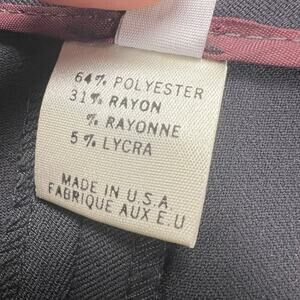 64% POLYESTER
31% RAYON
% RAYONNE
5% LYCRA
MADE IN U.S.A.
FABRIQUE AUX E.U